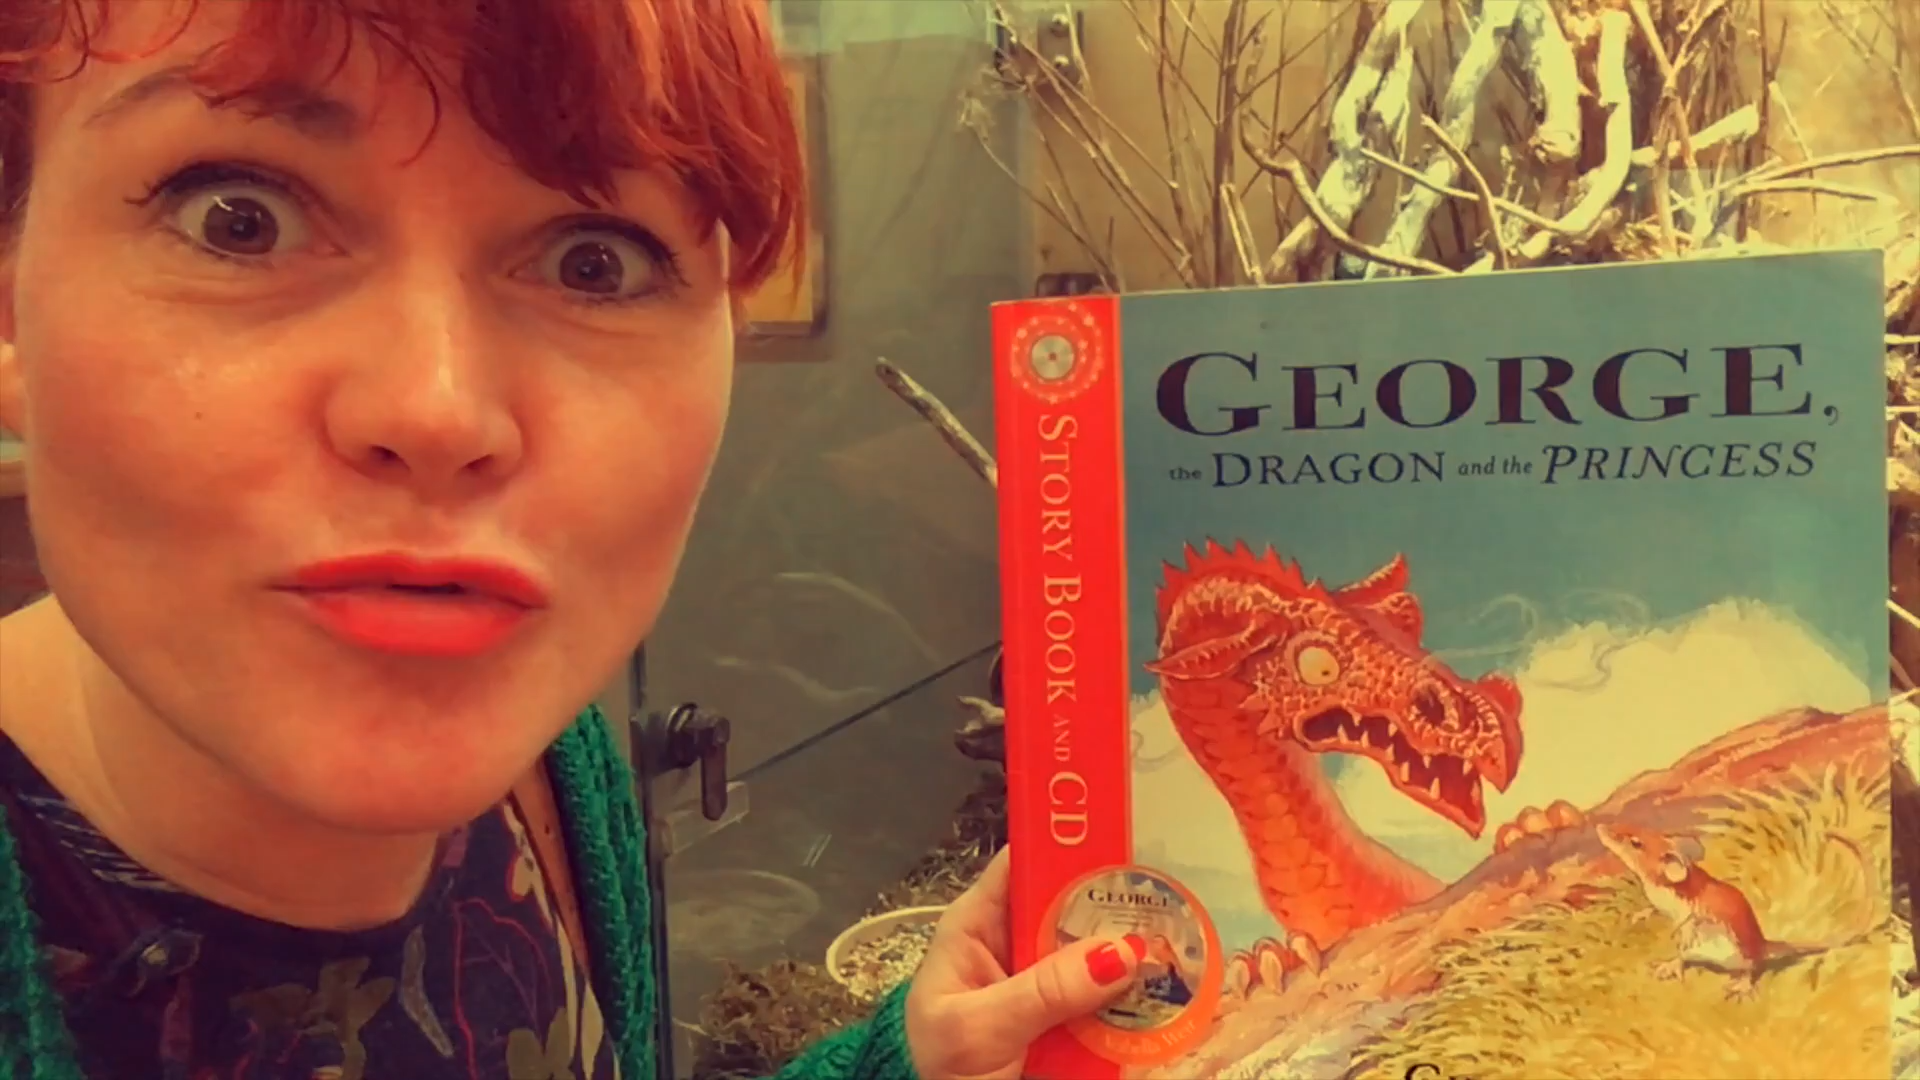 GEORGE,
the DRAGON and the PRINCESS
STORY BOOK AND CD
GEORGE